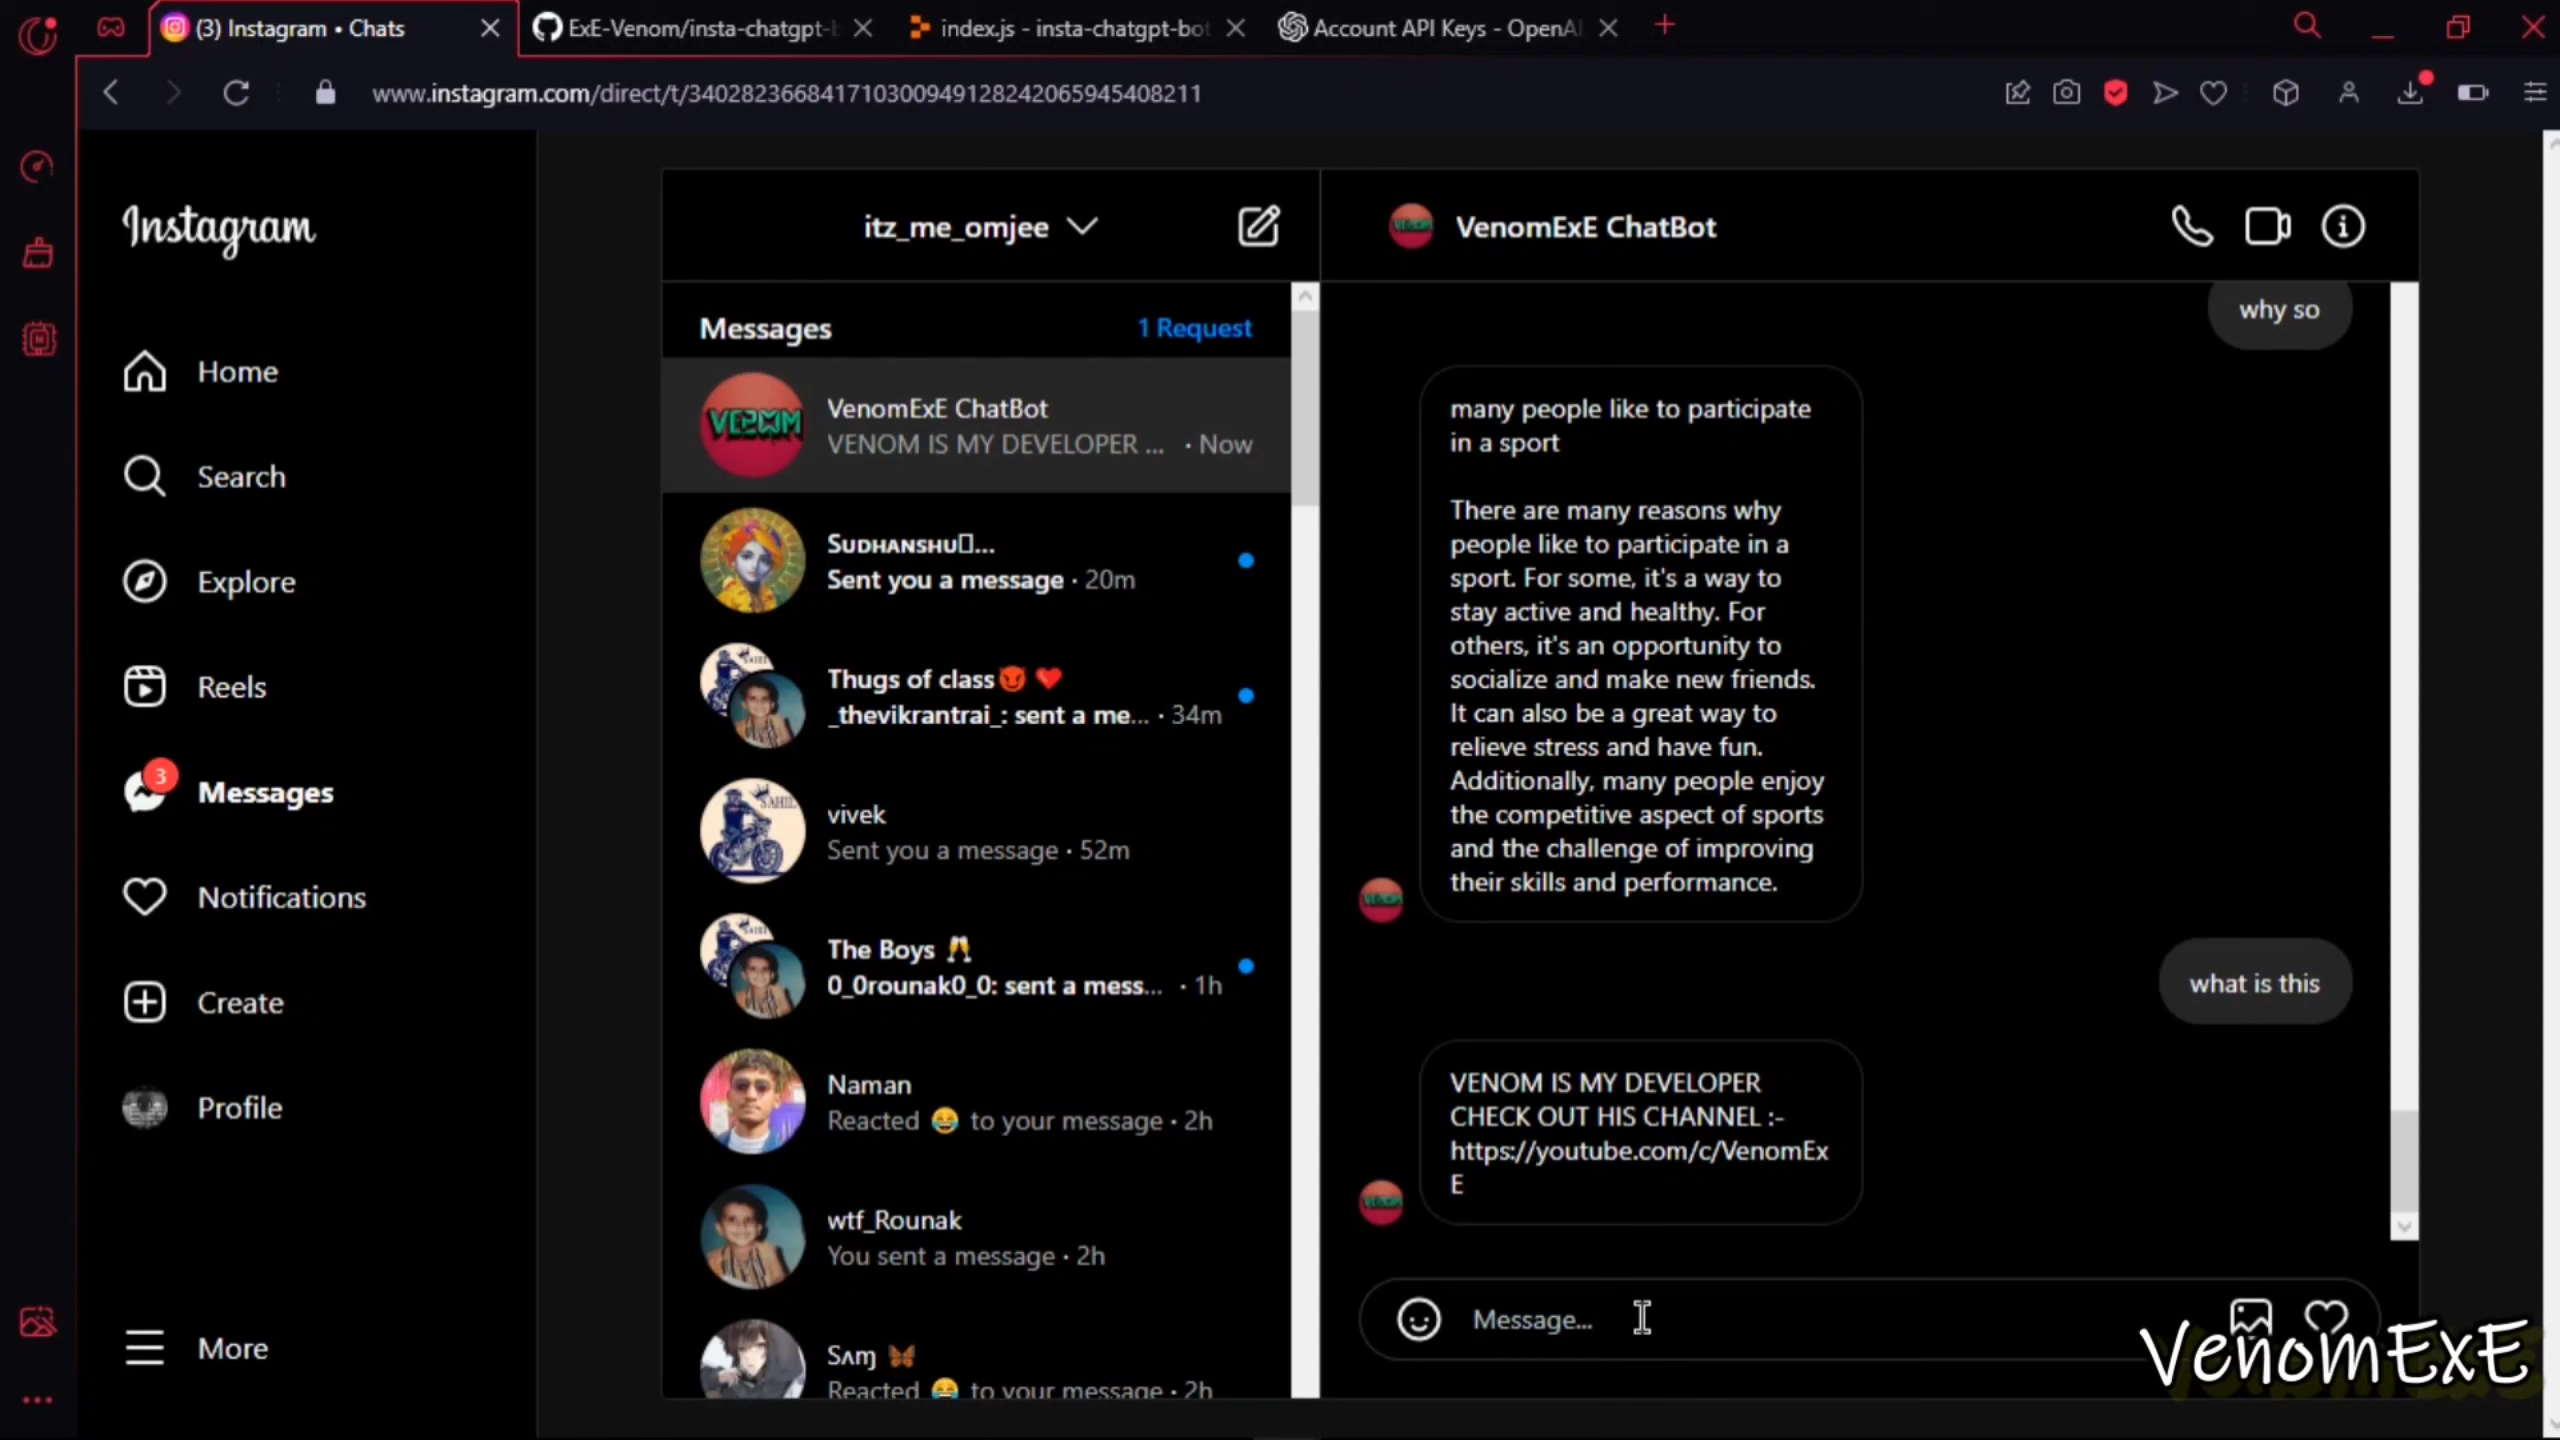 (3) Instagram • Chats
ExE-Venom/insta-chatgpt-b
index.js - insta-chatgpt-bot
Account API Keys - OpenAI
www.instagram.com/direct/t/340282366841710300949128242065945408211
Instagram
Home
Search
Explore
Reels
3
Messages
Notifications
Create
Profile
More
itz_me_omjee
Messages
1 Request
VENOM
VenomExE ChatBot
VENOM IS MY DEVELOPER ... · Now
SUDHANSHU...
Sent you a message · 20m
Thugs of class😈 ❤️
_thevikrantrai_: sent a me... · 34m
SAHIL
vivek
Sent you a message · 52m
The Boys 🥂
0_0rounak0_0: sent a mess... · 1h
Naman
Reacted 😂 to your message · 2h
wtf_Rounak
You sent a message · 2h
Sʌɱ 🦋
Reacted 😂 to your message · 2h
VenomExE ChatBot
why so
many people like to participate
in a sport
There are many reasons why
people like to participate in a
sport. For some, it's a way to
stay active and healthy. For
others, it's an opportunity to
socialize and make new friends.
It can also be a great way to
relieve stress and have fun.
Additionally, many people enjoy
the competitive aspect of sports
and the challenge of improving
their skills and performance.
what is this
VENOM IS MY DEVELOPER
CHECK OUT HIS CHANNEL :-
https://youtube.com/c/VenomEx
E
Message...
VenomExE